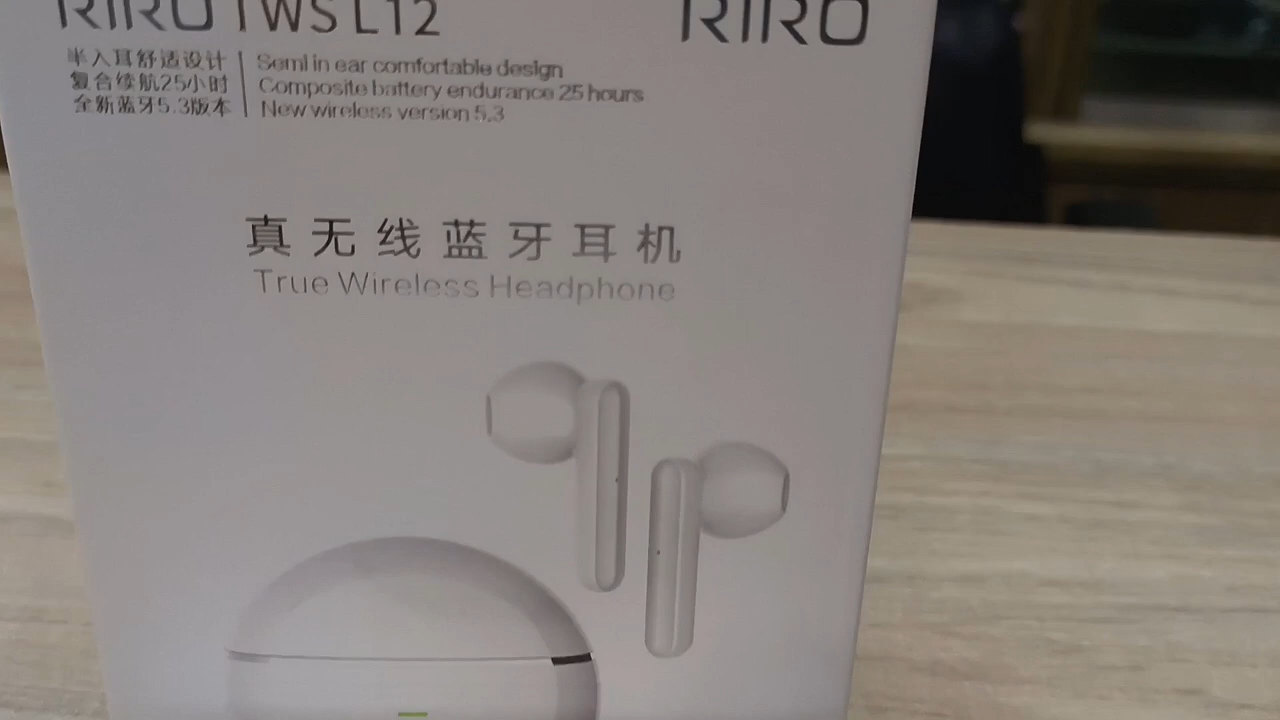 RIRO TWS L12
RIRO
半入耳舒适设计
复合续航25小时
全新蓝牙5.3版本
Semi in ear comfortable design
Composite battery endurance 25 hours
New wireless version 5.3
真无线蓝牙耳机
True Wireless Headphone